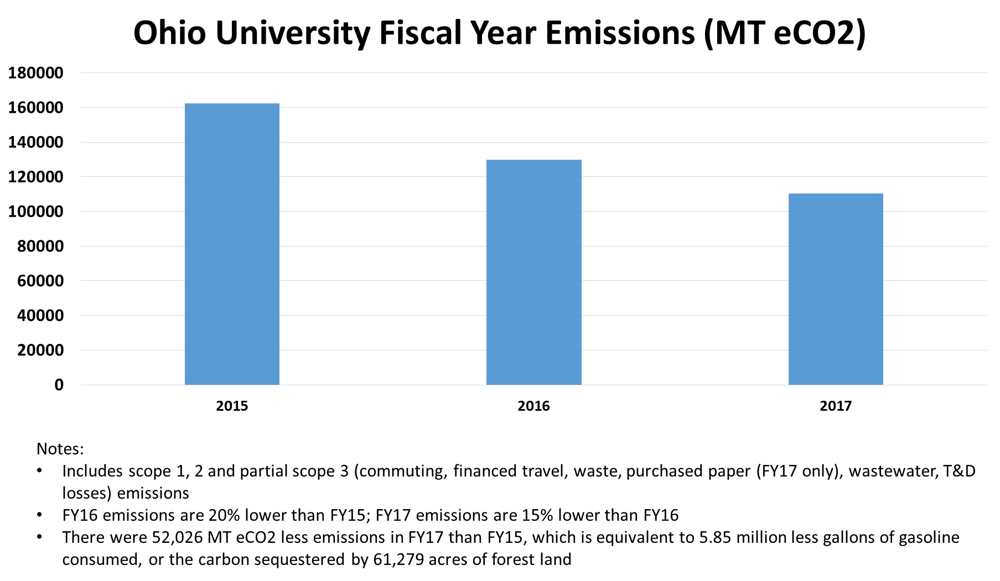 Ohio University Fiscal Year Emissions (MT eCO2)
180000
160000
140000
120000
100000
80000
60000
40000
20000
0
2015 2016 2017
Notes:
• Includes scope 1, 2 and partial scope 3 (commuting, financed travel, waste, purchased paper (FY17 only), wastewater, T&D
losses) emissions
• FY16 emissions are 20% lower than FY15; FY17 emissions are 15% lower than FY16
• There were 52,026 MT eCO2 less emissions in FY17 than FY15, which is equivalent to 5.85 million less gallons of gasoline
consumed, or the carbon sequestered by 61,279 acres of forest land